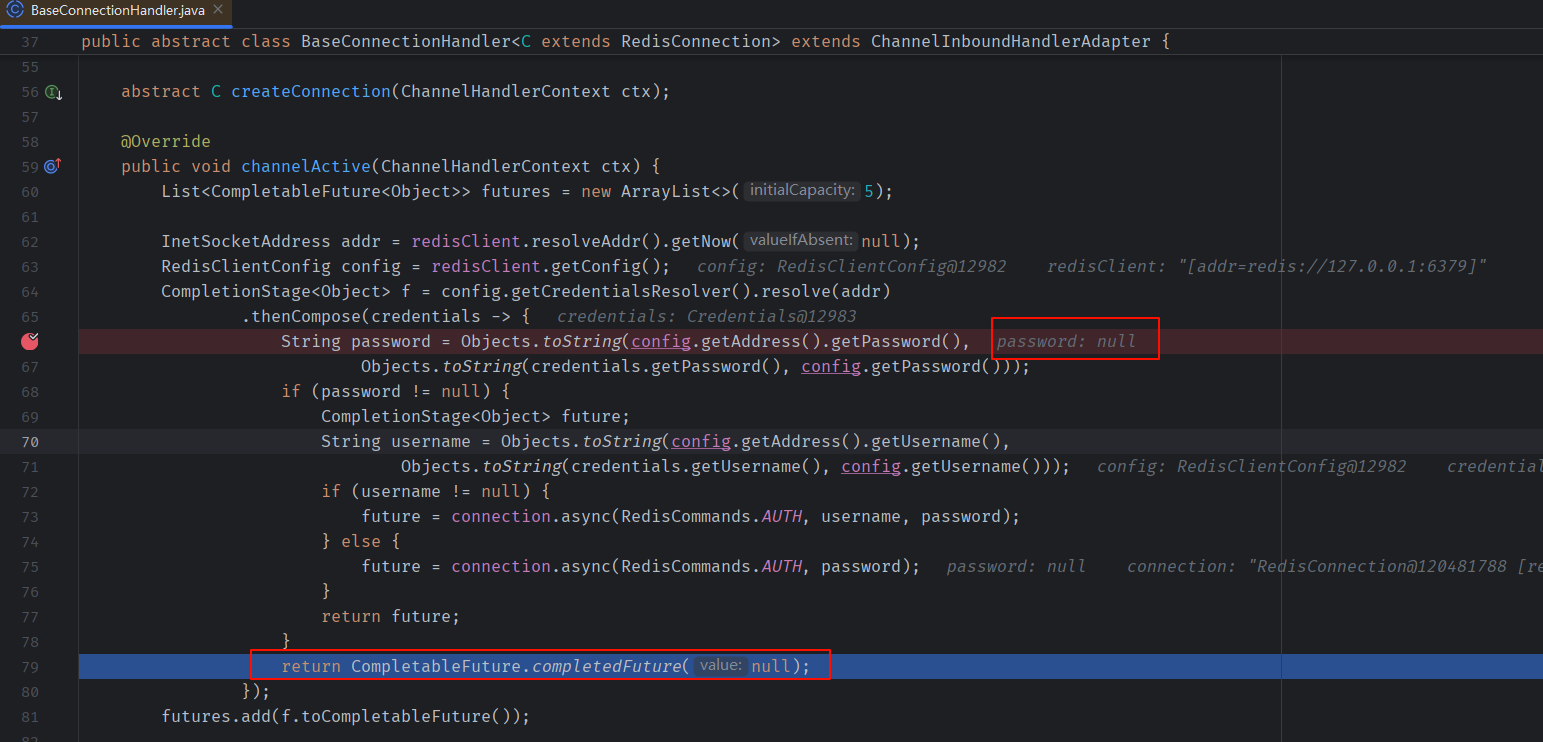 BaseConnectionHandler.java
37 public abstract class BaseConnectionHandler<C extends RedisConnection> extends ChannelInboundHandlerAdapter {
55
56 abstract C createConnection(ChannelHandlerContext ctx);
57
58 @Override
59 public void channelActive(ChannelHandlerContext ctx) {
60 List<CompletableFuture<Object>> futures = new ArrayList<>( initialCapacity: 5);
61
62 InetSocketAddress addr = redisClient.resolveAddr().getNow( valueIfAbsent: null);
63 RedisClientConfig config = redisClient.getConfig(); config: RedisClientConfig@12982 redisClient: "[addr=redis://127.0.0.1:6379]"
64 CompletionStage<Object> f = config.getCredentialsResolver().resolve(addr)
65 .thenCompose(credentials -> { credentials: Credentials@12983
String password = Objects.toString(config.getAddress().getPassword(), password: null
67 Objects.toString(credentials.getPassword(), config.getPassword()));
68 if (password != null) {
69 CompletionStage<Object> future;
70 String username = Objects.toString(config.getAddress().getUsername(),
71 Objects.toString(credentials.getUsername(), config.getUsername())); config: RedisClientConfig@12982 credential
72 if (username != null) {
73 future = connection.async(RedisCommands.AUTH, username, password);
74 } else {
75 future = connection.async(RedisCommands.AUTH, password); password: null connection: "RedisConnection@120481788 [re
76 }
77 return future;
78 }
79 return CompletableFuture.completedFuture( value: null);
80 });
81 futures.add(f.toCompletableFuture());